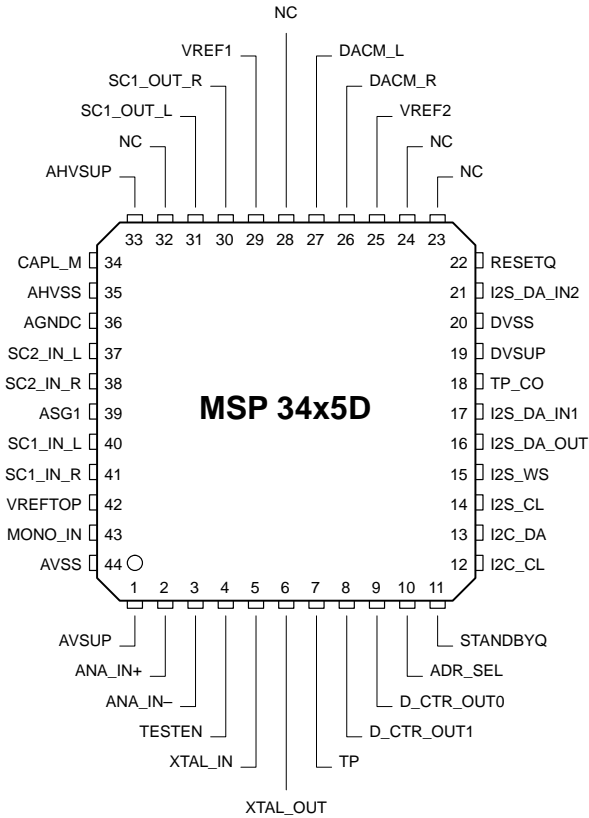 NC
VREF1
DACM_L
SC1_OUT_R
DACM_R
SC1_OUT_L
VREF2
NC
NC
AHVSUP
NC
33 32 31 30 29 28 27 26 25 24 23
CAPL_M 34 22 RESETQ
AHVSS 35 21 I2S_DA_IN2
AGNDC 36 20 DVSS
SC2_IN_L 37 19 DVSUP
SC2_IN_R 38 18 TP_CO
MSP 34x5D
ASG1 39 17 I2S_DA_IN1
SC1_IN_L 40 16 I2S_DA_OUT
SC1_IN_R 41 15 I2S_WS
VREFTOP 42 14 I2S_CL
MONO_IN 43 13 I2C_DA
AVSS 44 12 I2C_CL
1 2 3 4 5 6 7 8 9 10 11
AVSUP
STANDBYQ
ANA_IN+
ADR_SEL
ANA_IN–
D_CTR_OUT0
TESTEN
D_CTR_OUT1
XTAL_IN
TP
XTAL_OUT